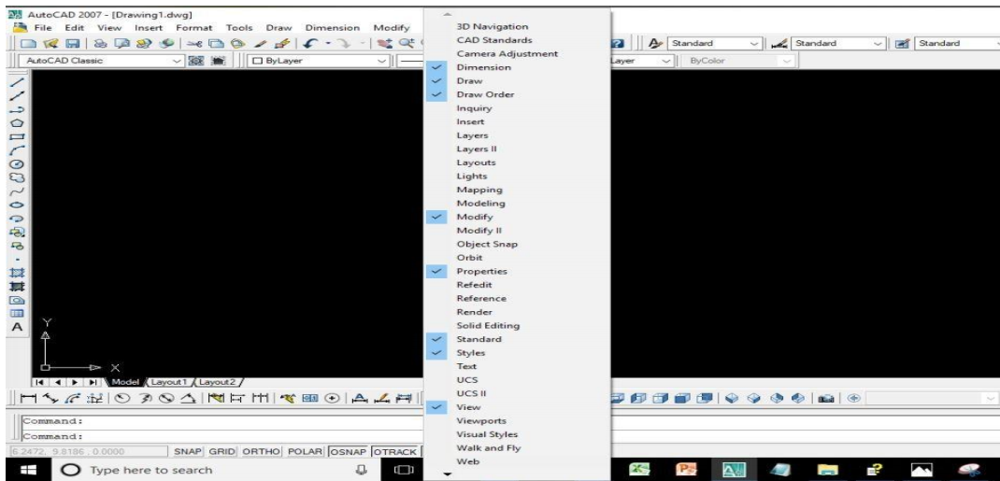 AutoCAD 2007 - [Drawing1.dwg]
File Edit View Insert Format Tools Draw Dimension Modify
Standard Standard Standard
AutoCAD Classic ByLayer Layer ByColor
3D Navigation
CAD Standards
Camera Adjustment
Dimension
Draw
Draw Order
Inquiry
Insert
Layers
Layers II
Layouts
Lights
Mapping
Modeling
Modify
Modify II
Object Snap
Orbit
Properties
Refedit
Reference
Render
Solid Editing
Standard
Styles
Text
UCS
UCS II
View
Viewports
Visual Styles
Walk and Fly
Web
A
Y
X
Model Layout1 Layout2
Command:
Command:
6.2472, 9.8186 , 0.0000 SNAP GRID ORTHO POLAR OSNAP OTRACK
Type here to search